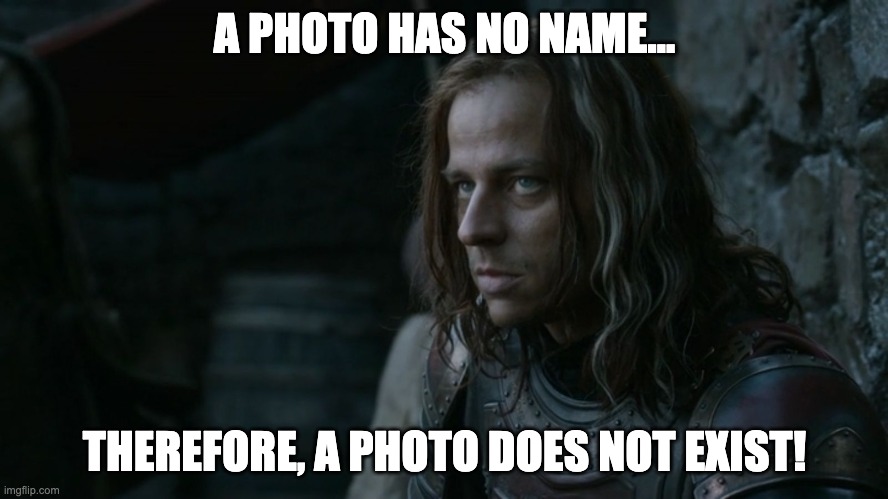 A PHOTO HAS NO NAME...
THEREFORE, A PHOTO DOES NOT EXIST!
imgflip.com